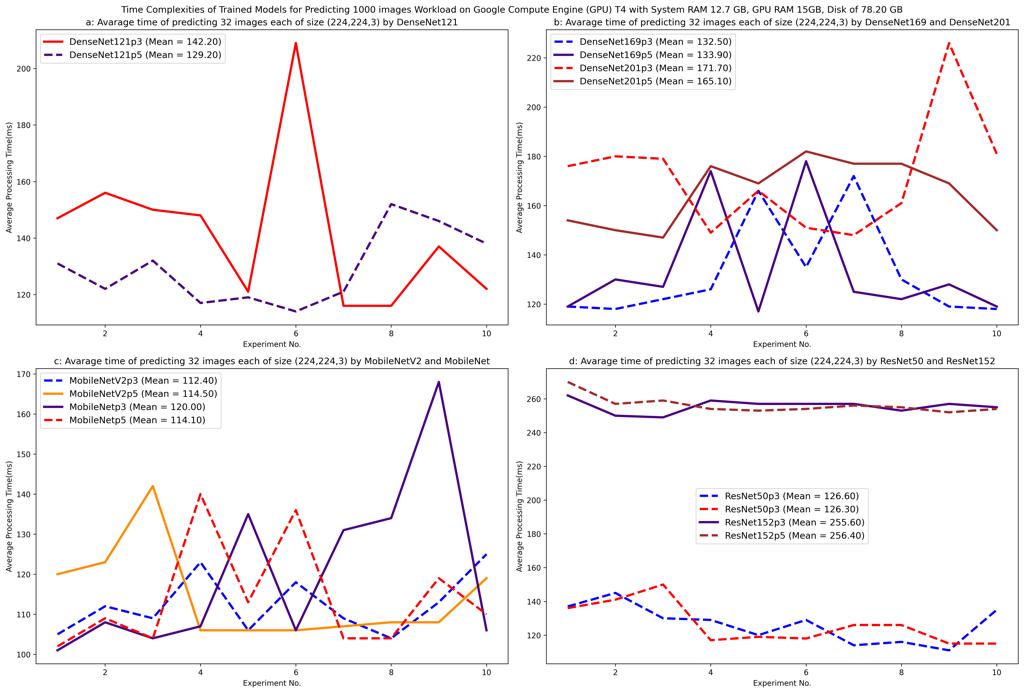 Time Complexities of Trained Models for Predicting 1000 images Workload on Google Compute Engine (GPU) T4 with System RAM 12.7 GB, GPU RAM 15GB, Disk of 78.20 GB
a: Avarage time of predicting 32 images each of size (224,224,3) by DenseNet121
DenseNet121p3 (Mean = 142.20)
DenseNet121p5 (Mean = 129.20)
200
180
160
140
120
Average Processing Time(ms)
2 4 6 8 10
Experiment No.
b: Avarage time of predicting 32 images each of size (224,224,3) by DenseNet169 and DenseNet201
DenseNet169p3 (Mean = 132.50)
DenseNet169p5 (Mean = 133.90)
DenseNet201p3 (Mean = 171.70)
DenseNet201p5 (Mean = 165.10)
220
200
180
160
140
120
Average Processing Time(ms)
2 4 6 8 10
Experiment No.
c: Avarage time of predicting 32 images each of size (224,224,3) by MobileNetV2 and MobileNet
MobileNetV2p3 (Mean = 112.40)
MobileNetV2p5 (Mean = 114.50)
MobileNetp3 (Mean = 120.00)
MobileNetp5 (Mean = 114.10)
170
160
150
140
130
120
110
100
Average Processing Time(ms)
2 4 6 8 10
Experiment No.
d: Avarage time of predicting 32 images each of size (224,224,3) by ResNet50 and ResNet152
ResNet50p3 (Mean = 126.60)
ResNet50p3 (Mean = 126.30)
ResNet152p3 (Mean = 255.60)
ResNet152p5 (Mean = 256.40)
260
240
220
200
180
160
140
120
Average Processing Time(ms)
2 4 6 8 10
Experiment No.